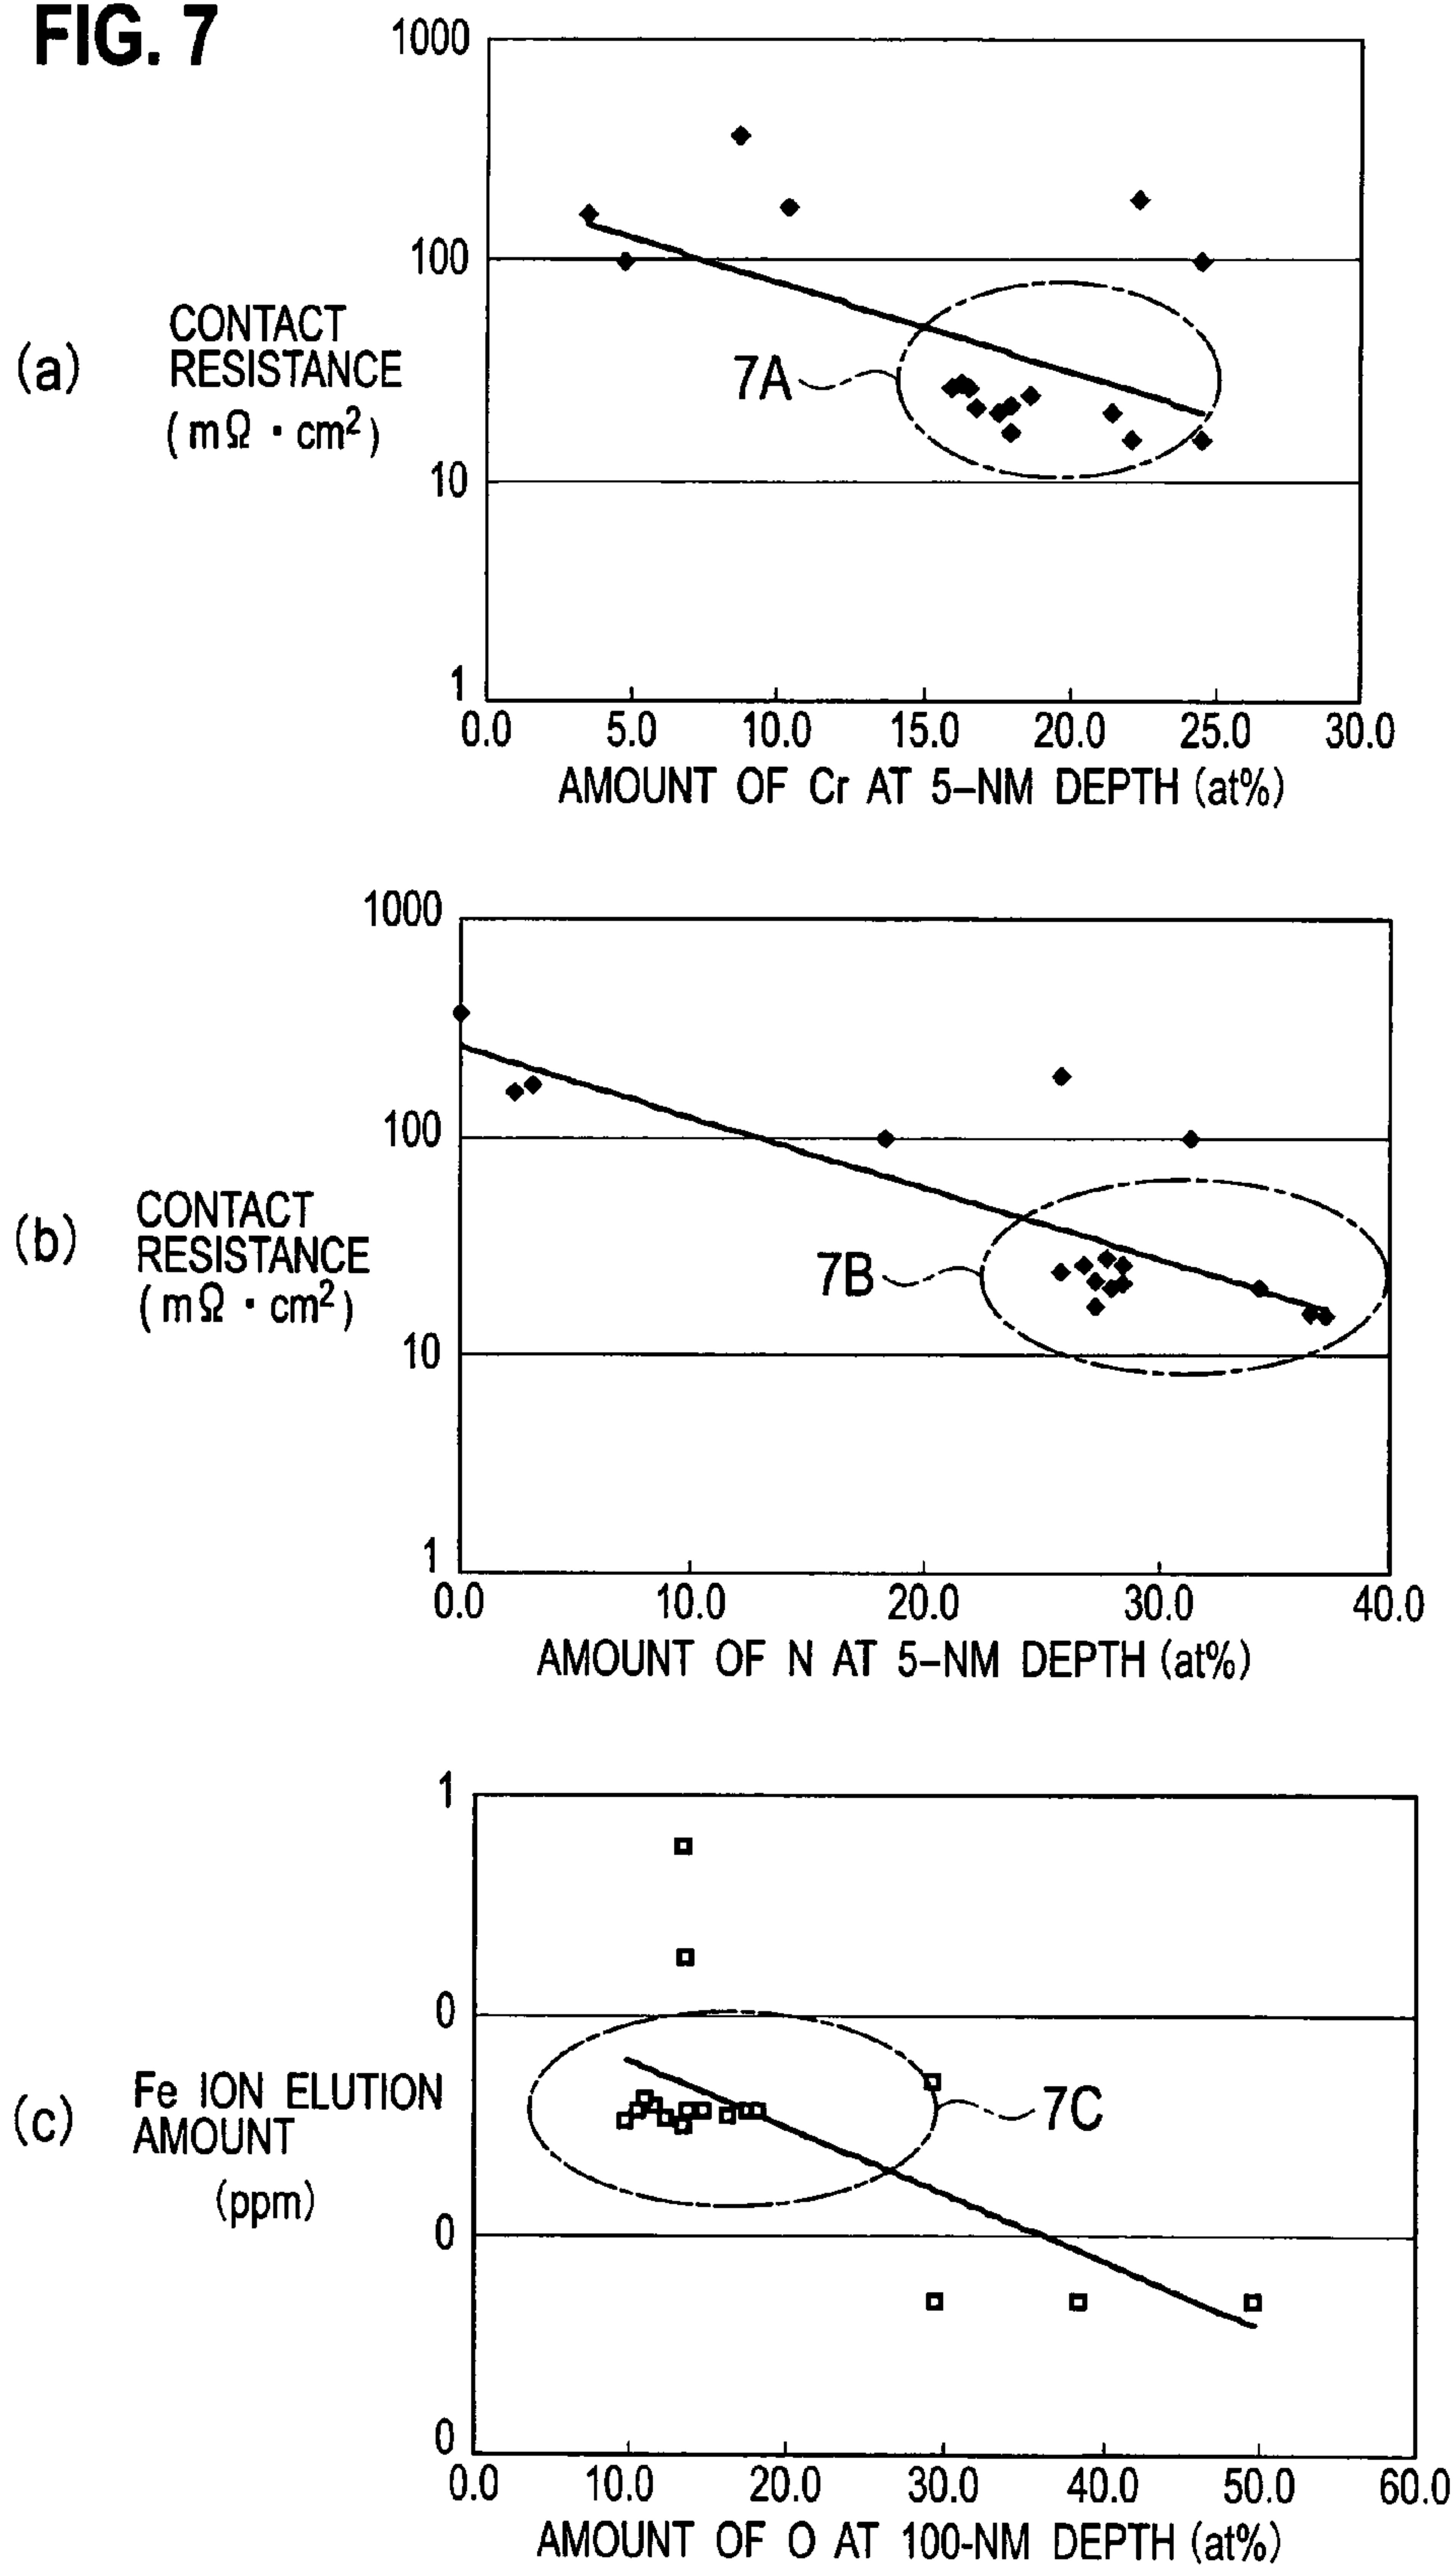 FIG. 7
(a)
CONTACT
RESISTANCE
(mΩ・cm²)
1000
100
10
1
7A
0.0 5.0 10.0 15.0 20.0 25.0 30.0
AMOUNT OF Cr AT 5–NM DEPTH (at%)
(b)
CONTACT
RESISTANCE
(mΩ・cm²)
1000
100
10
1
7B
0.0 10.0 20.0 30.0 40.0
AMOUNT OF N AT 5–NM DEPTH (at%)
(c)
Fe ION ELUTION
AMOUNT
(ppm)
1
0
0
0
7C
0.0 10.0 20.0 30.0 40.0 50.0 60.0
AMOUNT OF O AT 100-NM DEPTH (at%)